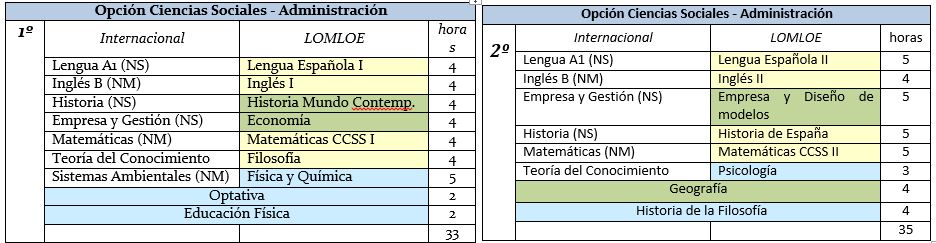 Opción Ciencias Sociales - Administración
1º Internacional LOMLOE horas
Lengua A1 (NS) Lengua Española I 4
Inglés B (NM) Inglés I 4
Historia (NS) Historia Mundo Contemp. 4
Empresa y Gestión (NS) Economía 4
Matemáticas (NM) Matemáticas CCSS I 4
Teoría del Conocimiento Filosofía 4
Sistemas Ambientales (NM) Física y Química 5
Optativa 2
Educación Física 2
33
Opción Ciencias Sociales - Administración
2º Internacional LOMLOE horas
Lengua A1 (NS) Lengua Española II 5
Inglés B (NM) Inglés II 4
Empresa y Gestión (NS) Empresa y Diseño de 5
modelos
Historia (NS) Historia de España 5
Matemáticas (NM) Matemáticas CCSS II 5
Teoría del Conocimiento Psicología 3
Geografía 4
Historia de la Filosofía 4
35